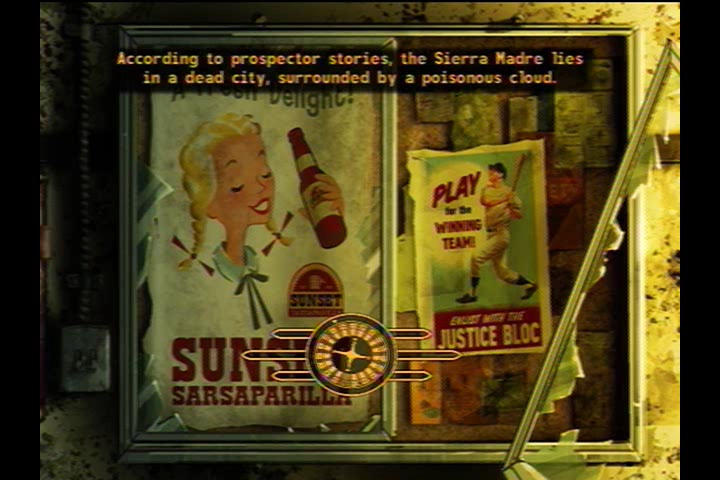 According to prospector stories, the Sierra Madre lies
in a dead city, surrounded by a poisonous cloud.
Delight!
PLAY
for the
WINNING
TEAM!
SUNSET
ENLIST WITH THE
JUSTICE BLOC
SARSAPARILLA